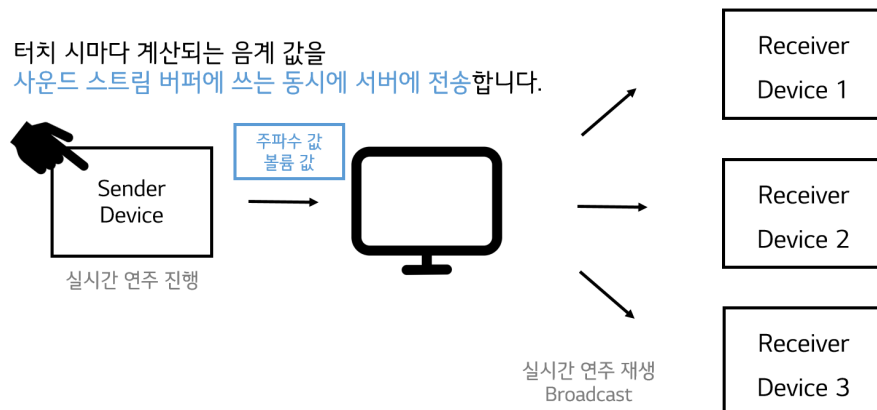 터치 시마다 계산되는 음계 값을
사운드 스트림 버퍼에 쓰는 동시에 서버에 전송합니다.
주파수 값
볼륨 값
Sender
Device
실시간 연주 진행
Receiver
Device 1
Receiver
Device 2
Receiver
Device 3
실시간 연주 재생
Broadcast